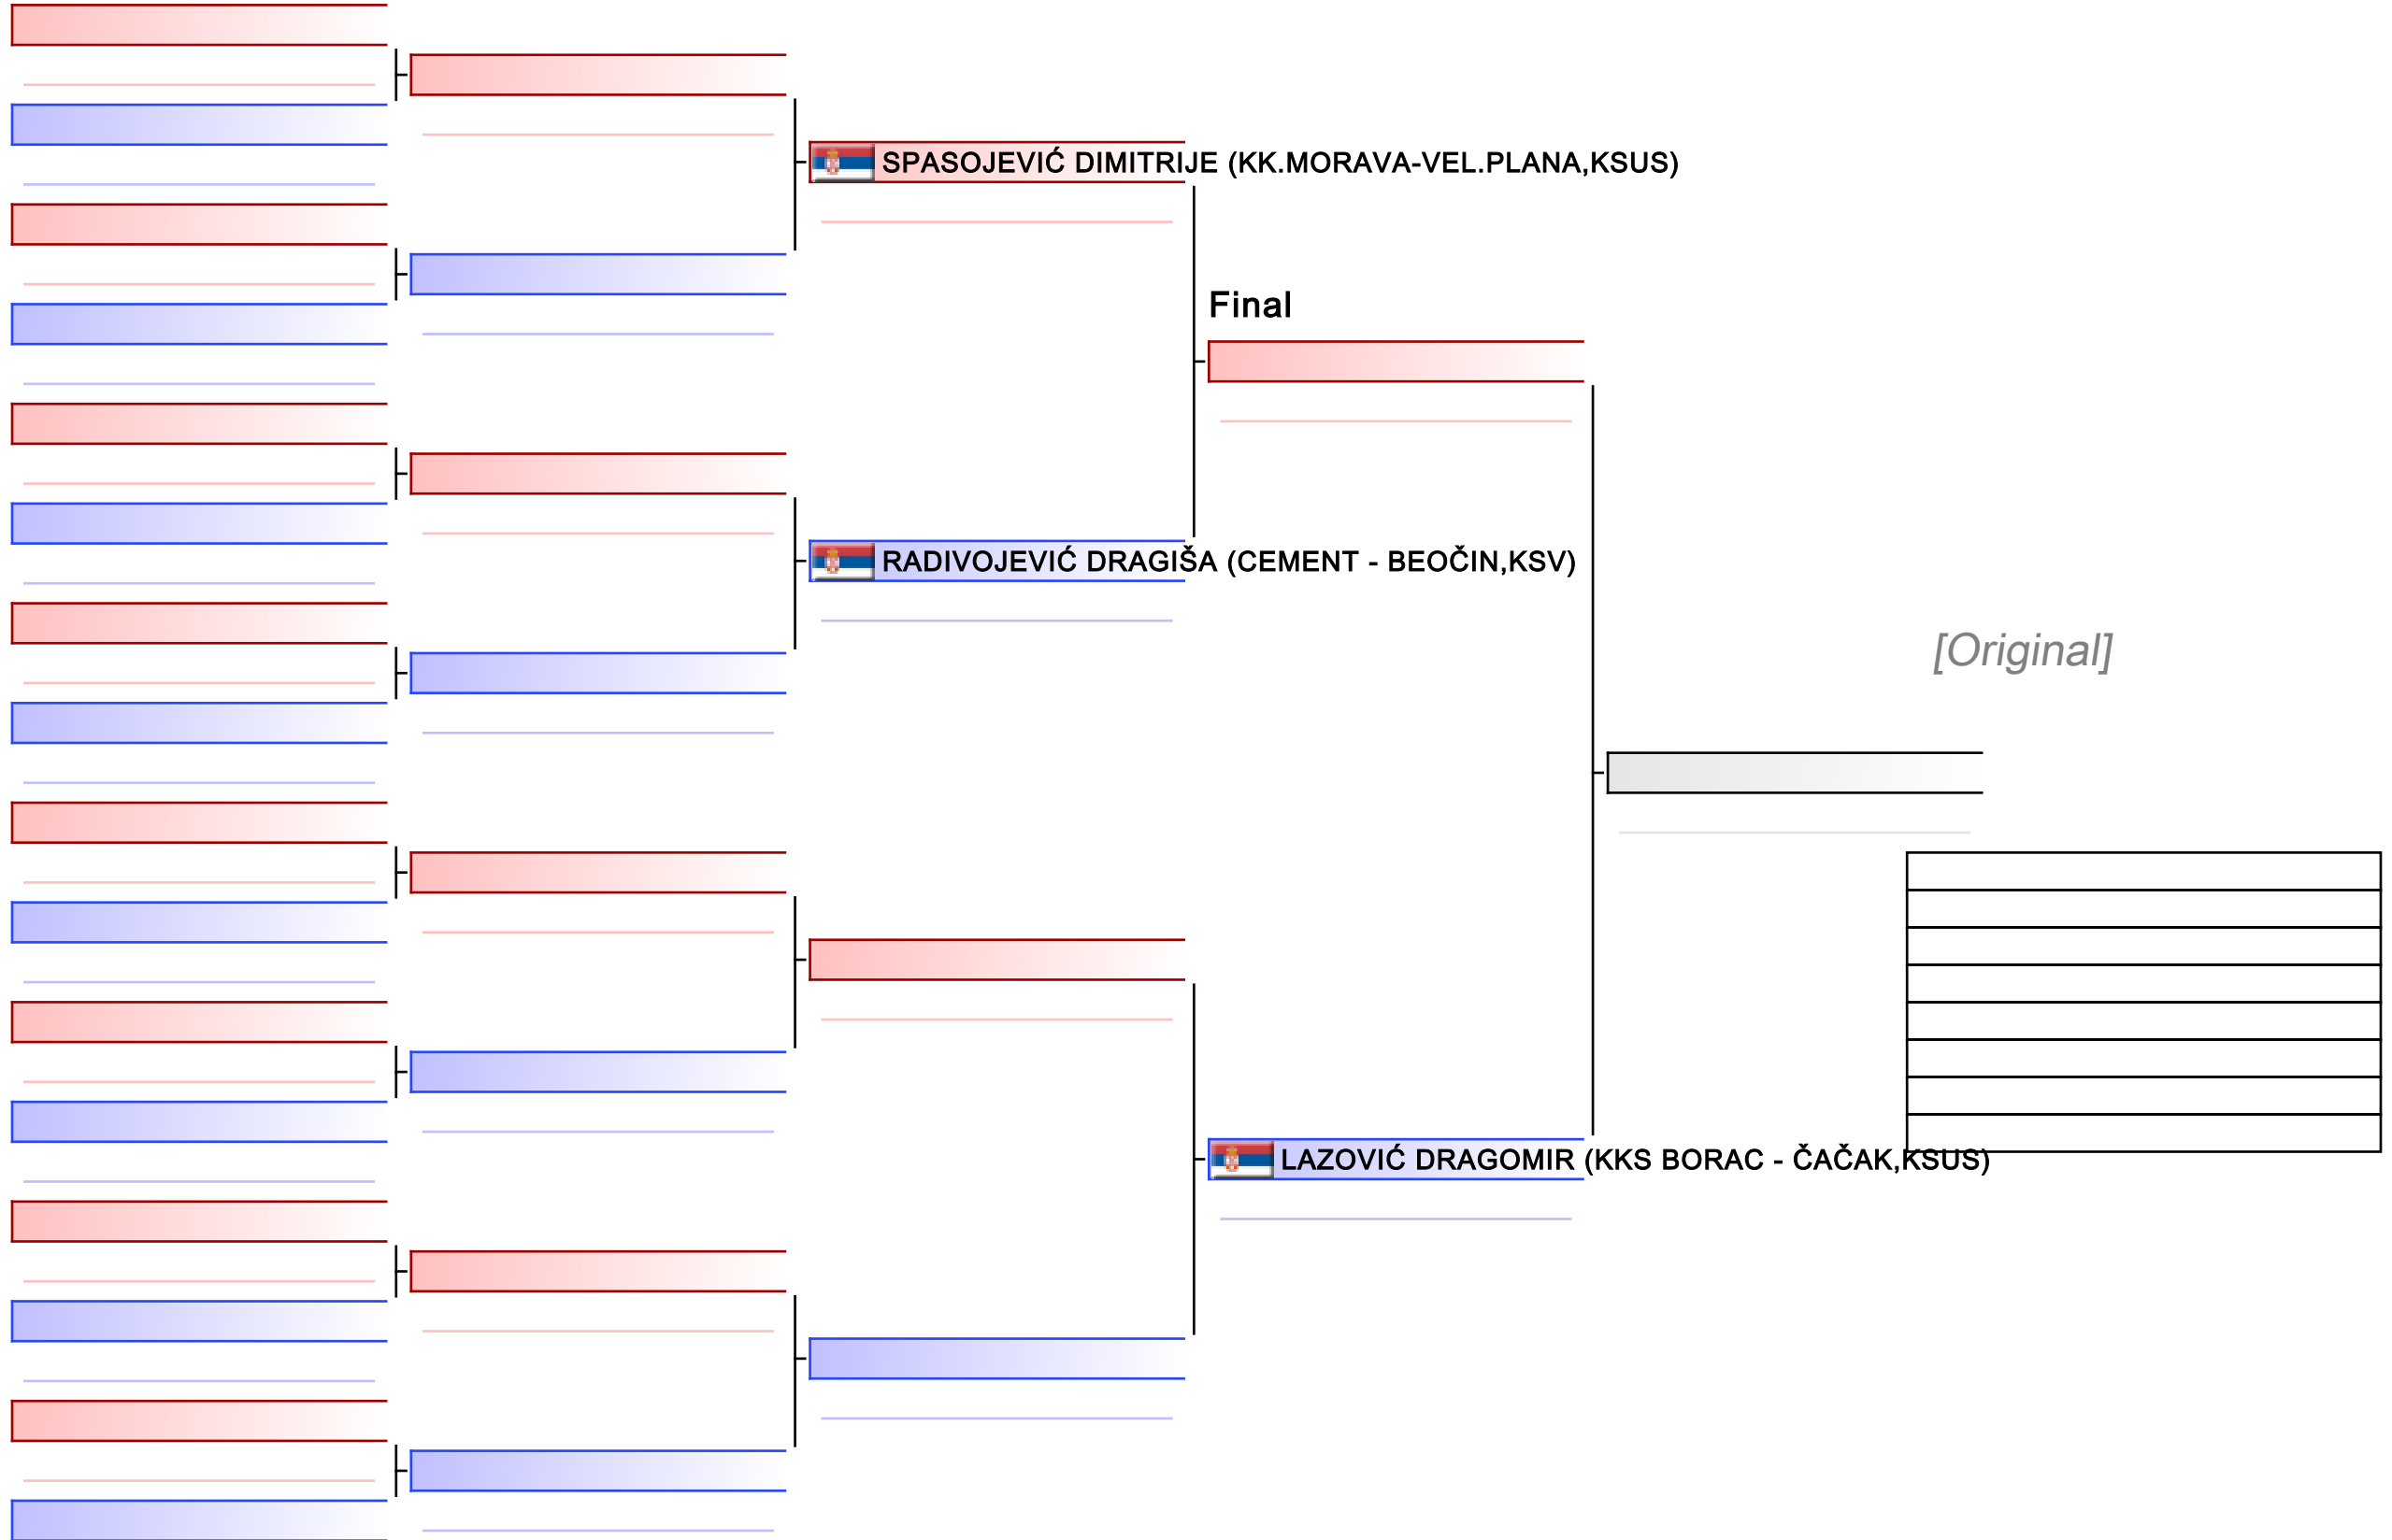 SPASOJEVIĆ DIMITRIJE (KK.MORAVA-VEL.PLANA,KSUS)
Final
RADIVOJEVIĆ DRAGIŠA (CEMENT - BEOČIN,KSV)
[Original]
LAZOVIĆ DRAGOMIR (KKS BORAC - ČAČAK,KSUS)